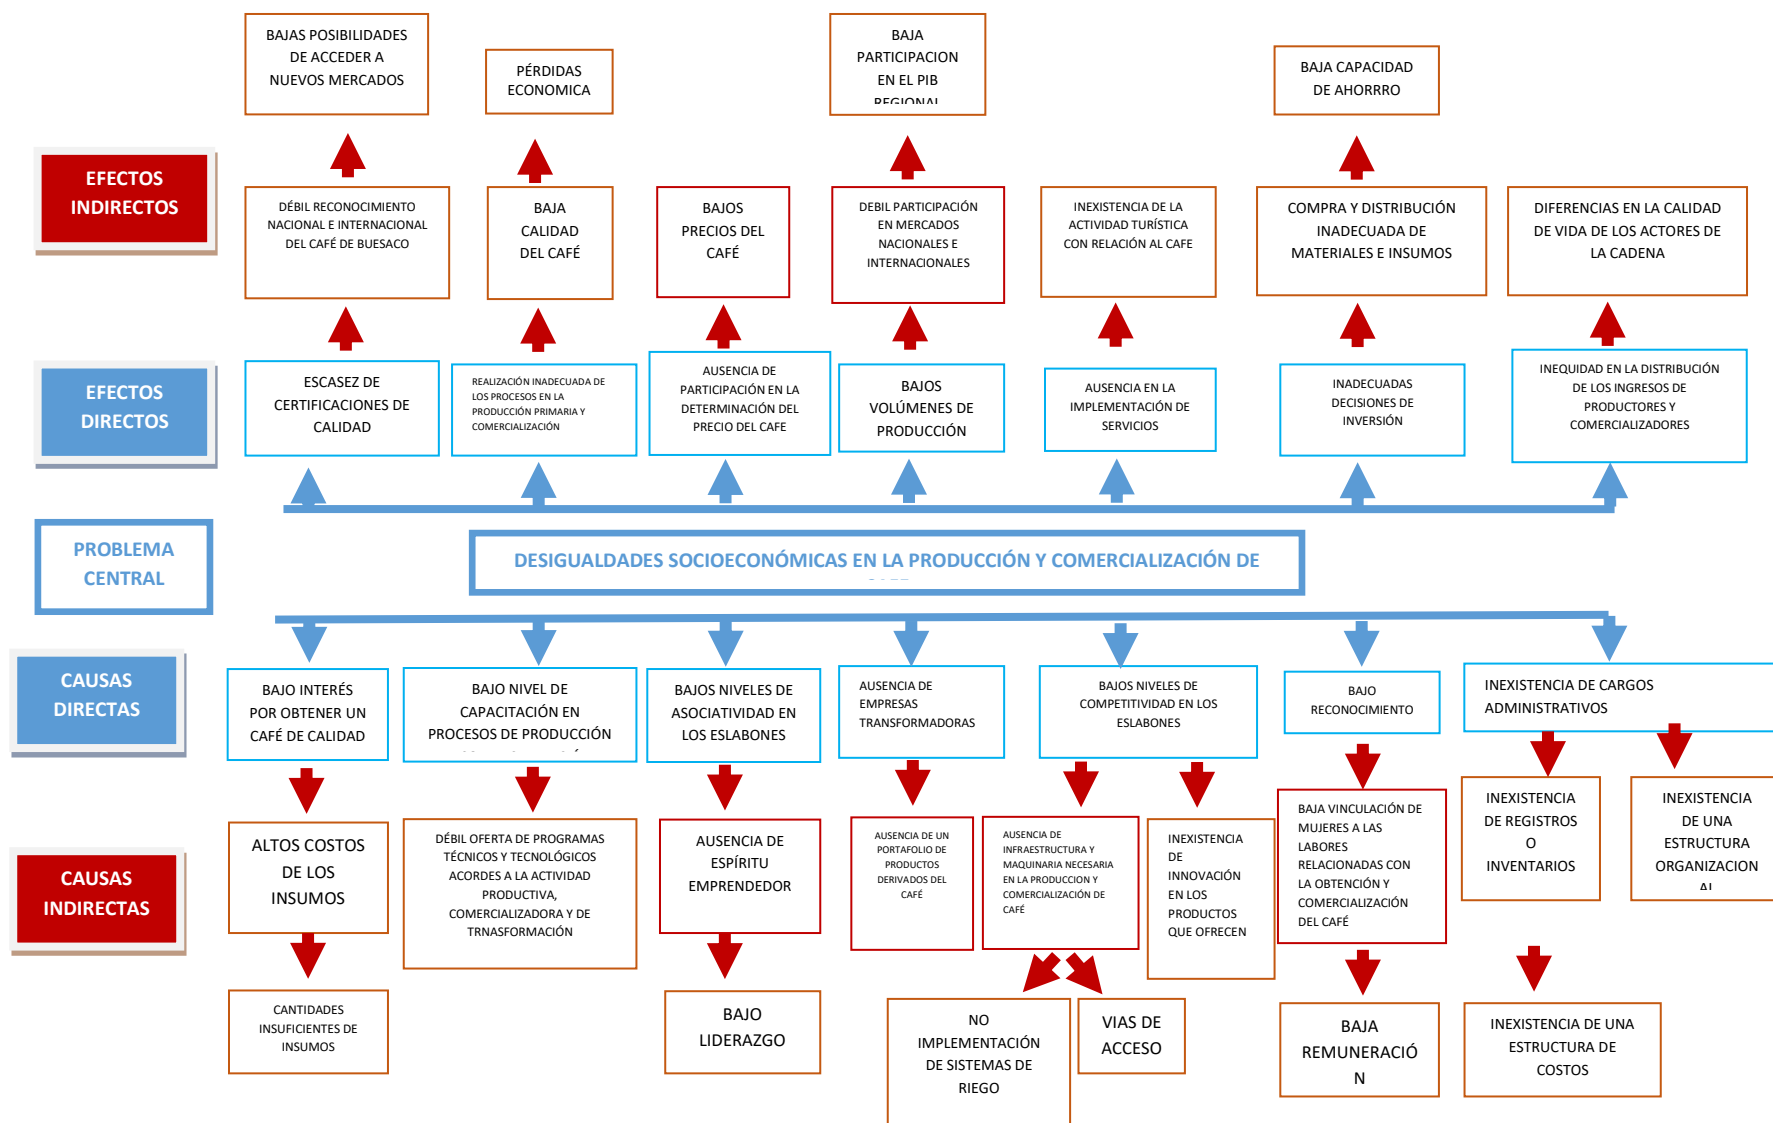 BAJAS POSIBILIDADES
DE ACCEDER A
NUEVOS MERCADOS
PÉRDIDAS
ECONOMICA
BAJA
PARTICIPACION
EN EL PIB
REGIONAL
BAJA CAPACIDAD
DE AHORRRO
EFECTOS
INDIRECTOS
DÉBIL RECONOCIMIENTO
NACIONAL E INTERNACIONAL
DEL CAFÉ DE BUESACO
BAJA
CALIDAD
DEL CAFÉ
BAJOS
PRECIOS DEL
CAFÉ
DEBIL PARTICIPACIÓN
EN MERCADOS
NACIONALES E
INTERNACIONALES
INEXISTENCIA DE LA
ACTIVIDAD TURÍSTICA
CON RELACIÓN AL CAFE
COMPRA Y DISTRIBUCIÓN
INADECUADA DE
MATERIALES E INSUMOS
DIFERENCIAS EN LA CALIDAD
DE VIDA DE LOS ACTORES DE
LA CADENA
EFECTOS
DIRECTOS
ESCASEZ DE
CERTIFICACIONES DE
CALIDAD
REALIZACIÓN INADECUADA DE
LOS PROCESOS EN LA
PRODUCCIÓN PRIMARIA Y
COMERCIALIZACIÓN
AUSENCIA DE
PARTICIPACIÓN EN LA
DETERMINACIÓN DEL
PRECIO DEL CAFE
BAJOS
VOLÚMENES DE
PRODUCCIÓN
AUSENCIA EN LA
IMPLEMENTACIÓN DE
SERVICIOS
INADECUADAS
DECISIONES DE
INVERSIÓN
INEQUIDAD EN LA DISTRIBUCIÓN
DE LOS INGRESOS DE
PRODUCTORES Y
COMERCIALIZADORES
PROBLEMA
CENTRAL
DESIGUALDADES SOCIOECONÓMICAS EN LA PRODUCCIÓN Y COMERCIALIZACIÓN DE
CAUSAS
DIRECTAS
BAJO INTERÉS
POR OBTENER UN
CAFÉ DE CALIDAD
BAJO NIVEL DE
CAPACITACIÓN EN
PROCESOS DE PRODUCCIÓN
BAJOS NIVELES DE
ASOCIATIVIDAD EN
LOS ESLABONES
AUSENCIA DE
EMPRESAS
TRANSFORMADORAS
BAJOS NIVELES DE
COMPETITIVIDAD EN LOS
ESLABONES
BAJO
RECONOCIMIENTO
INEXISTENCIA DE CARGOS
ADMINISTRATIVOS
CAUSAS
INDIRECTAS
ALTOS COSTOS
DE LOS
INSUMOS
DÉBIL OFERTA DE PROGRAMAS
TÉCNICOS Y TECNOLÓGICOS
ACORDES A LA ACTIVIDAD
PRODUCTIVA,
COMERCIALIZADORA Y DE
TRNASFORMACIÓN
AUSENCIA DE
ESPÍRITU
EMPRENDEDOR
AUSENCIA DE UN
PORTAFOLIO DE
PRODUCTOS
DERIVADOS DEL
CAFÉ
AUSENCIA DE
INFRAESTRUCTURA Y
MAQUINARIA NECESARIA
EN LA PRODUCCION Y
COMERCIALIZACIÓN DE
CAFÉ
INEXISTENCIA
DE
INNOVACIÓN
EN LOS
PRODUCTOS
QUE OFRECEN
BAJA VINCULACIÓN DE
MUJERES A LAS
LABORES
RELACIONADAS CON
LA OBTENCIÓN Y
COMERCIALIZACIÓN
DEL CAFÉ
INEXISTENCIA
DE REGISTROS
O
INVENTARIOS
INEXISTENCIA
DE UNA
ESTRUCTURA
ORGANIZACION
AL
CANTIDADES
INSUFICIENTES DE
INSUMOS
BAJO
LIDERAZGO
NO
IMPLEMENTACIÓN
DE SISTEMAS DE
RIEGO
VIAS DE
ACCESO
BAJA
REMUNERACIÓ
N
INEXISTENCIA DE UNA
ESTRUCTURA DE
COSTOS